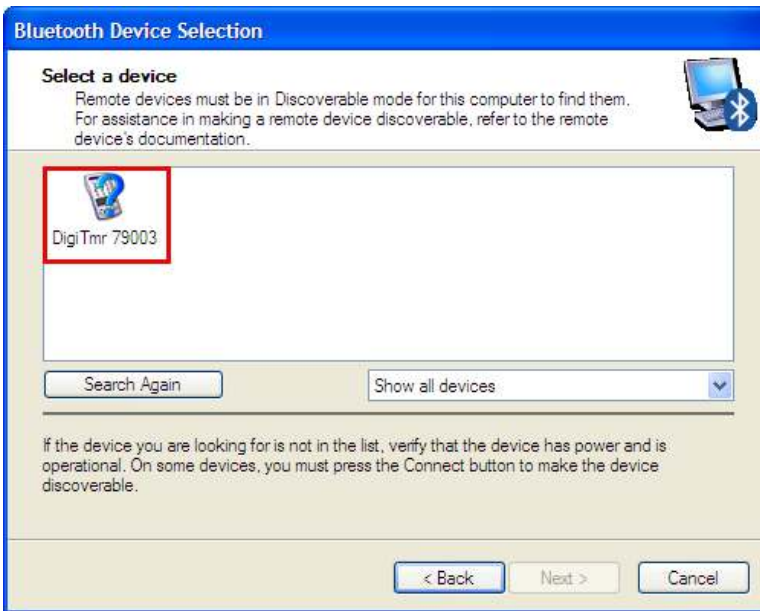 Bluetooth Device Selection
Select a device
Remote devices must be in Discoverable mode for this computer to find them.
For assistance in making a remote device discoverable, refer to the remote
device's documentation.
DigiTmr 79003
Search Again
Show all devices
If the device you are looking for is not in the list, verify that the device has power and is
operational. On some devices, you must press the Connect button to make the device
discoverable.
< Back
Next >
Cancel